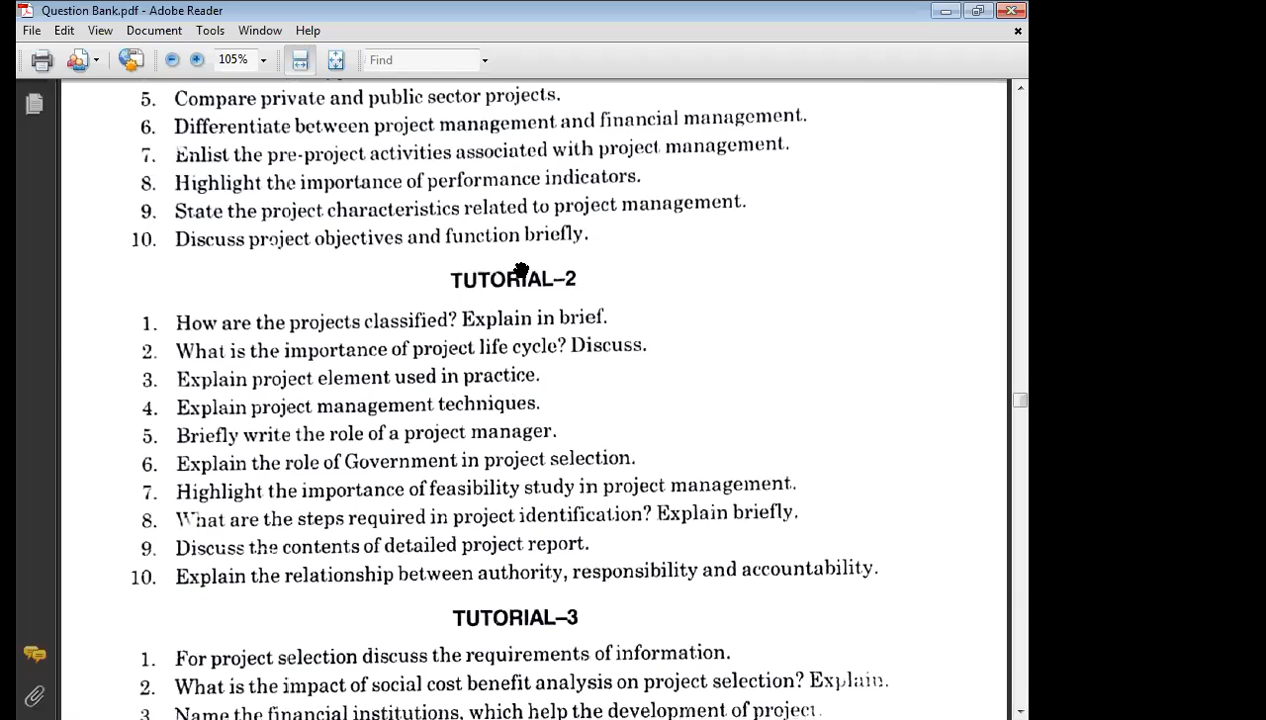 Question Bank.pdf - Adobe Reader
File Edit View Document Tools Window Help
105% Find
5. Compare private and public sector projects.
6. Differentiate between project management and financial management.
7. Enlist the pre-project activities associated with project management.
8. Highlight the importance of performance indicators.
9. State the project characteristics related to project management.
10. Discuss project objectives and function briefly.
TUTORIAL–2
1. How are the projects classified? Explain in brief.
2. What is the importance of project life cycle? Discuss.
3. Explain project element used in practice.
4. Explain project management techniques.
5. Briefly write the role of a project manager.
6. Explain the role of Government in project selection.
7. Highlight the importance of feasibility study in project management.
8. What are the steps required in project identification? Explain briefly.
9. Discuss the contents of detailed project report.
10. Explain the relationship between authority, responsibility and accountability.
TUTORIAL–3
1. For project selection discuss the requirements of information.
2. What is the impact of social cost benefit analysis on project selection? Explain.
3. Name the financial institutions, which help the development of project.